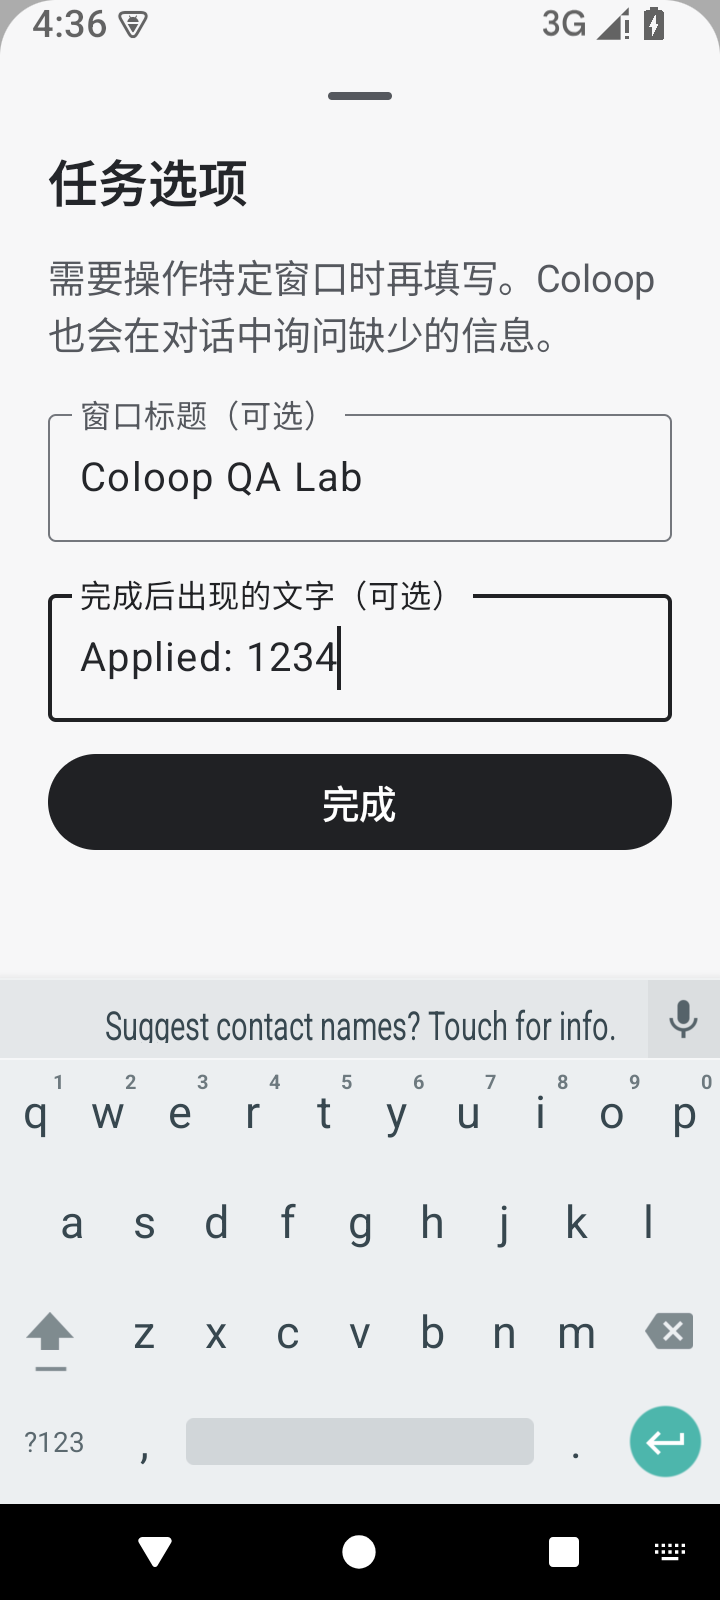 4:36
3G
任务选项
需要操作特定窗口时再填写。Coloop
也会在对话中询问缺少的信息。
窗口标题（可选）
Coloop QA Lab
完成后出现的文字（可选）
Applied: 1234
完成
Suggest contact names? Touch for info.
1 2 3 4 5 6 7 8 9 0
q w e r t y u i o p
a s d f g h j k l
z x c v b n m
?123 , .